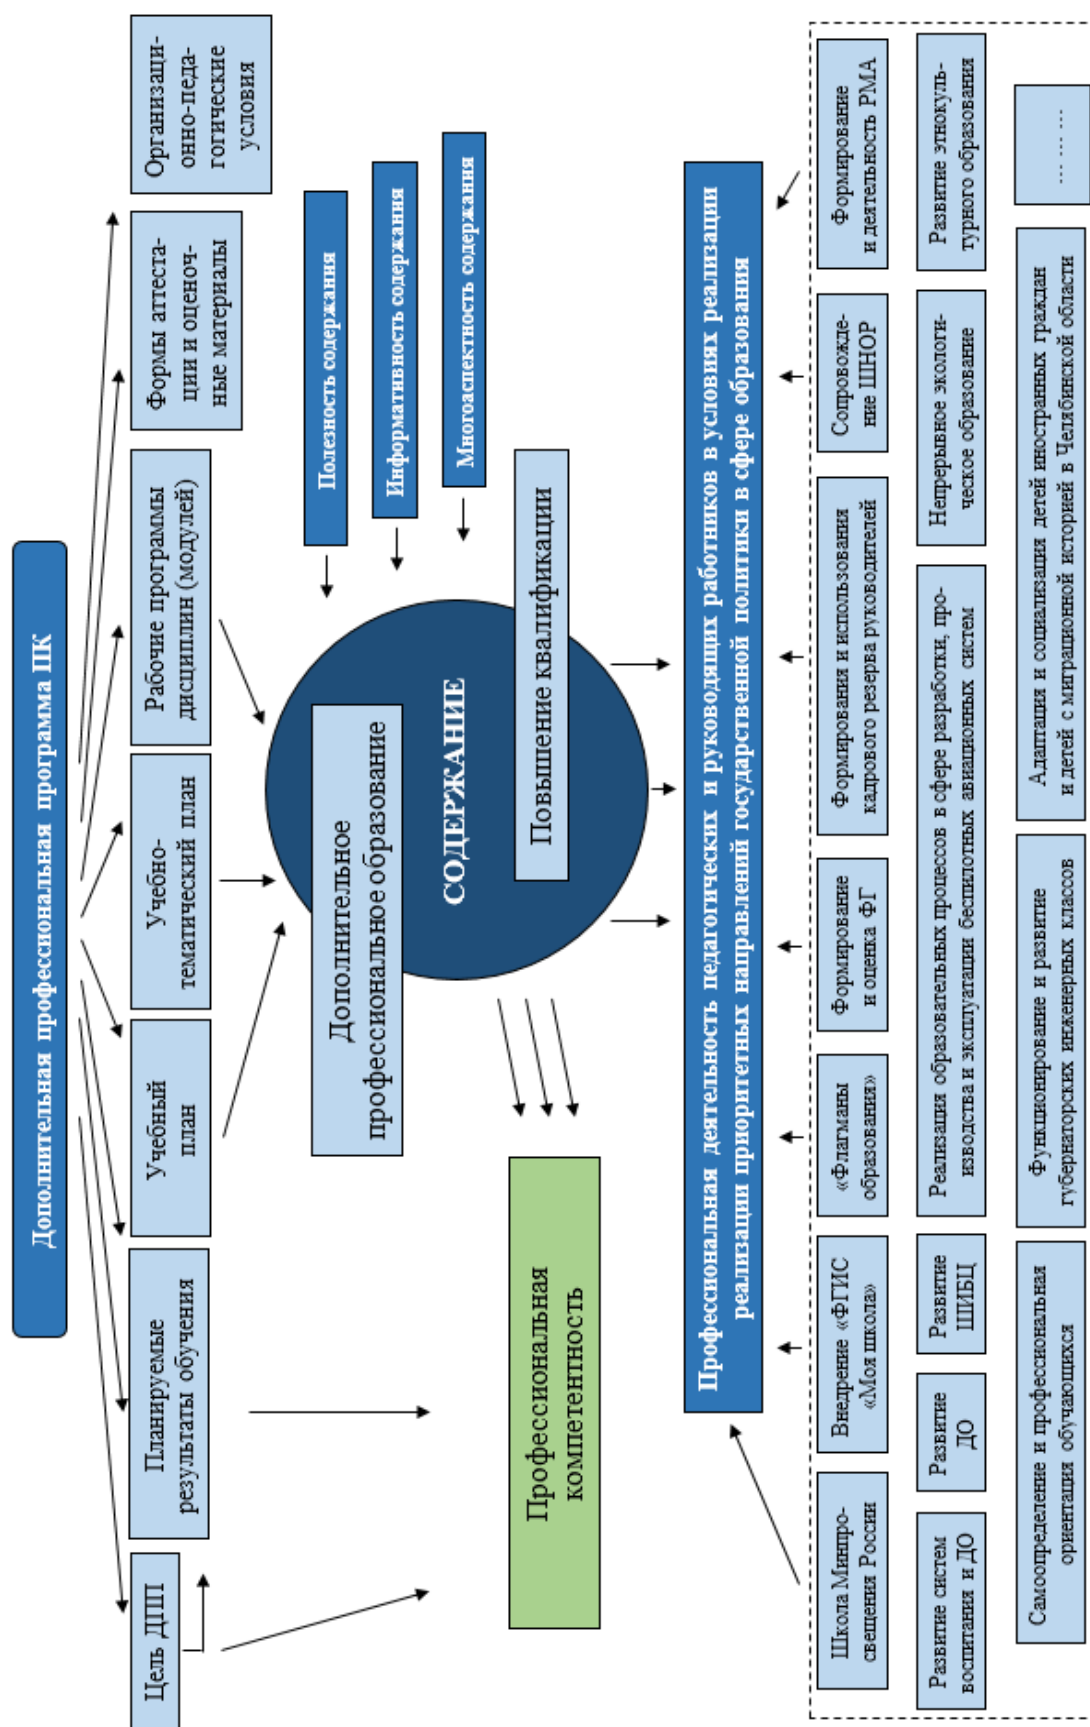 Дополнительная профессиональная программа ПК
Цель ДПП
Планируемые
результаты обучения
Учебный
план
Учебно-
тематический план
Рабочие программы
дисциплин (модулей)
Формы аттеста-
ции и оценоч-
ные материалы
Организаци-
онно-педа-
гогические
условия
Полезность содержания
Информативность содержания
Многоаспектность содержания
Дополнительное
профессиональное образование
СОДЕРЖАНИЕ
Повышение квалификации
Профессиональная
компетентность
Профессиональная деятельность педагогических и руководящих работников в условиях реализации
реализации приоритетных направлений государственной политики в сфере образования
Школа Минпро-
свещения России
Внедрение «ФГИС
«Моя школа»
«Флагманы
образования»
Формирование
и оценка ФГ
Формирования и использования
кадрового резерва руководителей
Сопровожде-
ние ШНОР
Формирование
и деятельность РМА
Развитие систем
воспитания и ДО
Развитие
ДО
Развитие
ШИБЦ
Реализация образовательных процессов в сфере разработки, про-
изводства и эксплуатации беспилотных авиационных систем
Непрерывное экологи-
ческое образование
Развитие этнокуль-
турного образования
Самоопределение и профессиональная
ориентация обучающихся
Функционирование и развитие
губернаторских инженерных классов
Адаптация и социализация детей иностранных граждан
и детей с миграционной историей в Челябинской области
... ... ...